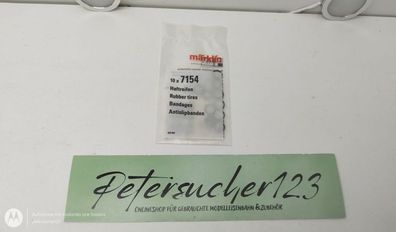 märklin
10 x 7154
Haftreifen
Rubber tires
Bandages
Antislipbanden
Petersucher123
ONLINESHOP FÜR GEBRAUCHTE MODELLEISENBAHN & ZUBEHÖR